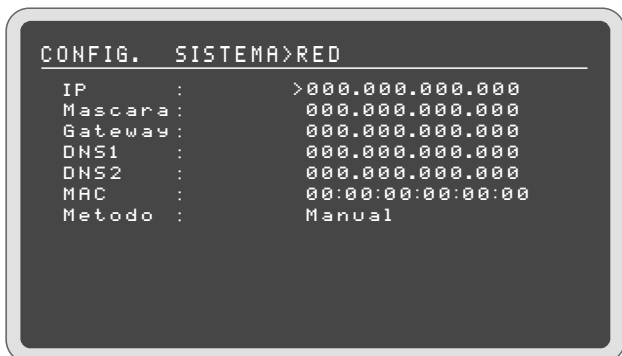 CONFIG. SISTEMA>RED
IP : >000.000.000.000
Mascara: 000.000.000.000
Gateway: 000.000.000.000
DNS1 : 000.000.000.000
DNS2 : 000.000.000.000
MAC : 00:00:00:00:00:00
Metodo : Manual